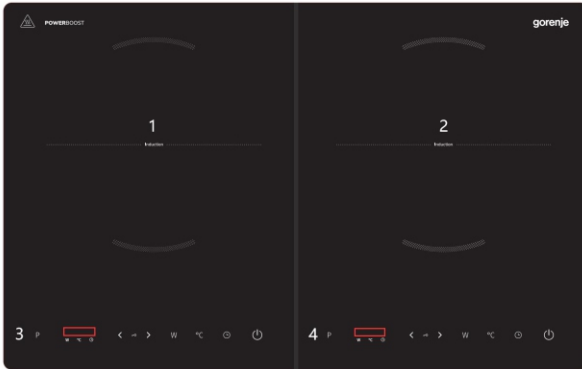 POWERBOOST
gorenje
1
Induction
2
Induction
3 P < > W °C
4 P < > W °C